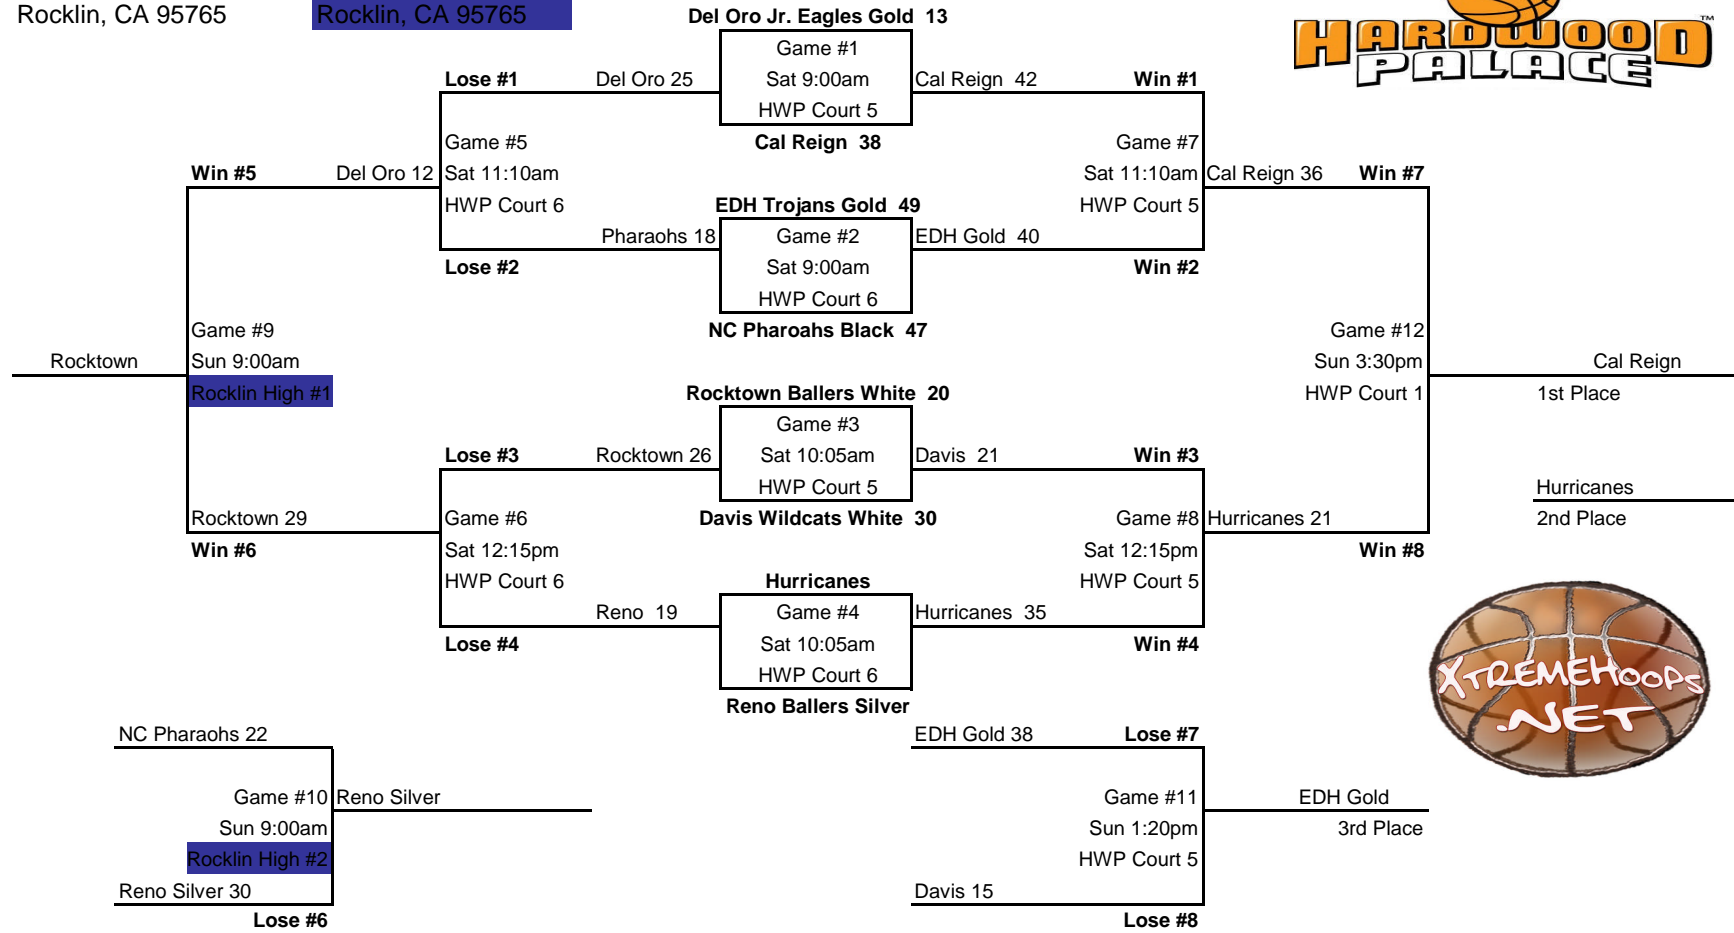 Rocklin, CA 95765
Rocklin, CA 95765
Del Oro Jr. Eagles Gold 13
HARDWOOD PALACE™
Game #1
Lose #1
Del Oro 25
Sat 9:00am
Cal Reign 42
Win #1
HWP Court 5
Game #5
Cal Reign 38
Game #7
Win #5
Del Oro 12
Sat 11:10am
Sat 11:10am
Cal Reign 36
Win #7
HWP Court 6
EDH Trojans Gold 49
HWP Court 5
Pharaohs 18
Game #2
EDH Gold 40
Lose #2
Sat 9:00am
Win #2
HWP Court 6
Game #9
NC Pharoahs Black 47
Game #12
Rocktown
Sun 9:00am
Sun 3:30pm
Cal Reign
Rocklin High #1
Rocktown Ballers White 20
HWP Court 1
1st Place
Game #3
Lose #3
Rocktown 26
Sat 10:05am
Davis 21
Win #3
HWP Court 5
Hurricanes
Rocktown 29
Game #6
Davis Wildcats White 30
Game #8
Hurricanes 21
2nd Place
Win #6
Sat 12:15pm
Sat 12:15pm
Win #8
HWP Court 6
Hurricanes
HWP Court 5
Reno 19
Game #4
Hurricanes 35
Lose #4
Sat 10:05am
Win #4
HWP Court 6
XTREMEHOOPS
.NET
Reno Ballers Silver
NC Pharaohs 22
EDH Gold 38
Lose #7
Game #10
Reno Silver
Game #11
EDH Gold
Sun 9:00am
Sun 1:20pm
3rd Place
Rocklin High #2
HWP Court 5
Reno Silver 30
Davis 15
Lose #6
Lose #8